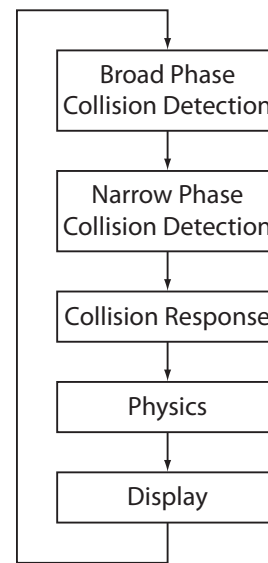 Broad Phase
Collision Detection
Narrow Phase
Collision Detection
Collision Response
Physics
Display